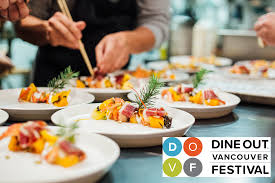 D O
V F
DINE OUT
VANCOUVER
FESTIVAL